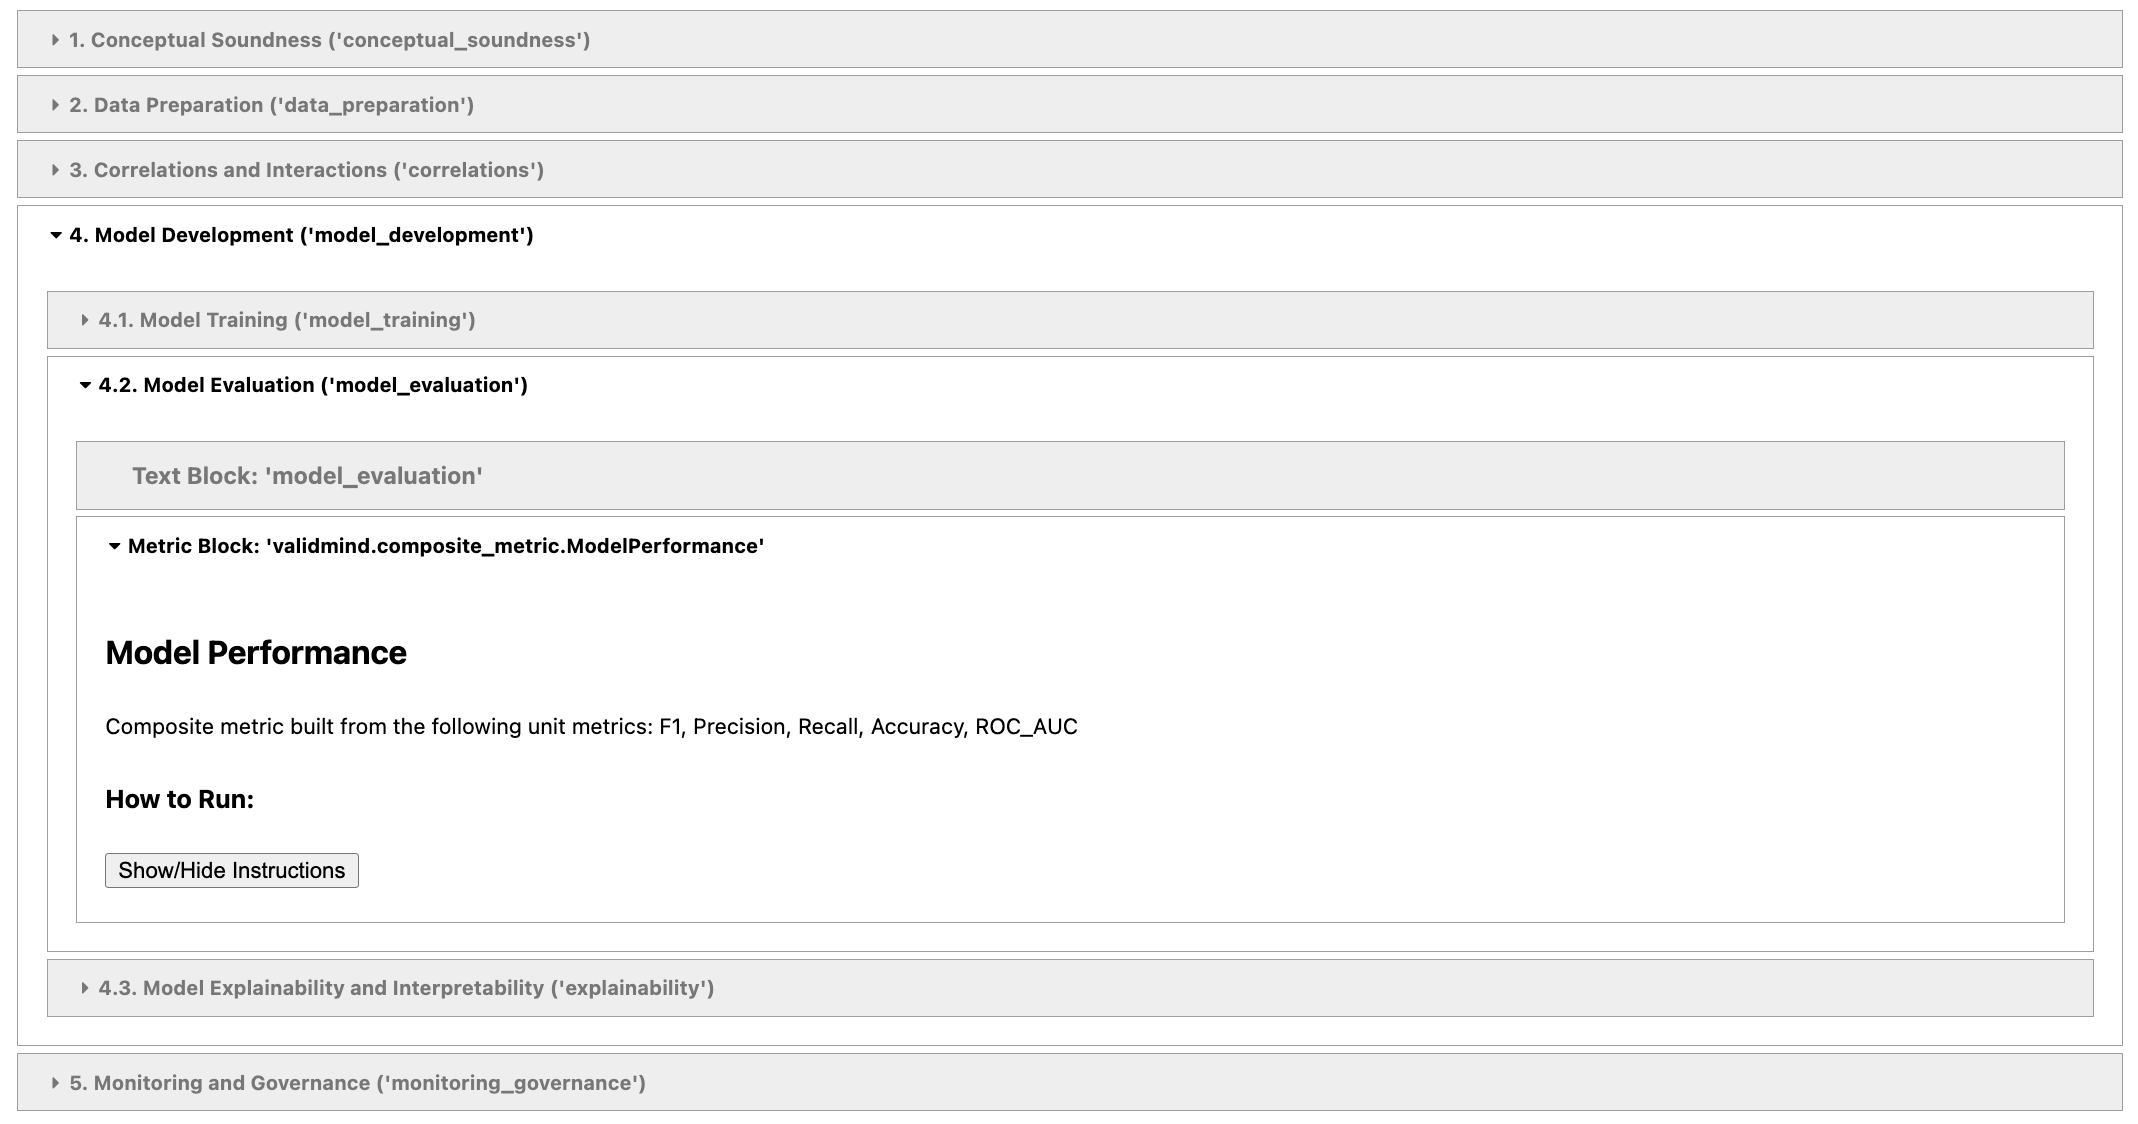 1. Conceptual Soundness ('conceptual_soundness')
2. Data Preparation ('data_preparation')
3. Correlations and Interactions ('correlations')
4. Model Development ('model_development')
4.1. Model Training ('model_training')
4.2. Model Evaluation ('model_evaluation')
Text Block: 'model_evaluation'
Metric Block: 'validmind.composite_metric.ModelPerformance'
Model Performance
Composite metric built from the following unit metrics: F1, Precision, Recall, Accuracy, ROC_AUC
How to Run:
Show/Hide Instructions
4.3. Model Explainability and Interpretability ('explainability')
5. Monitoring and Governance ('monitoring_governance')